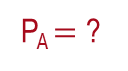 P_A = ?